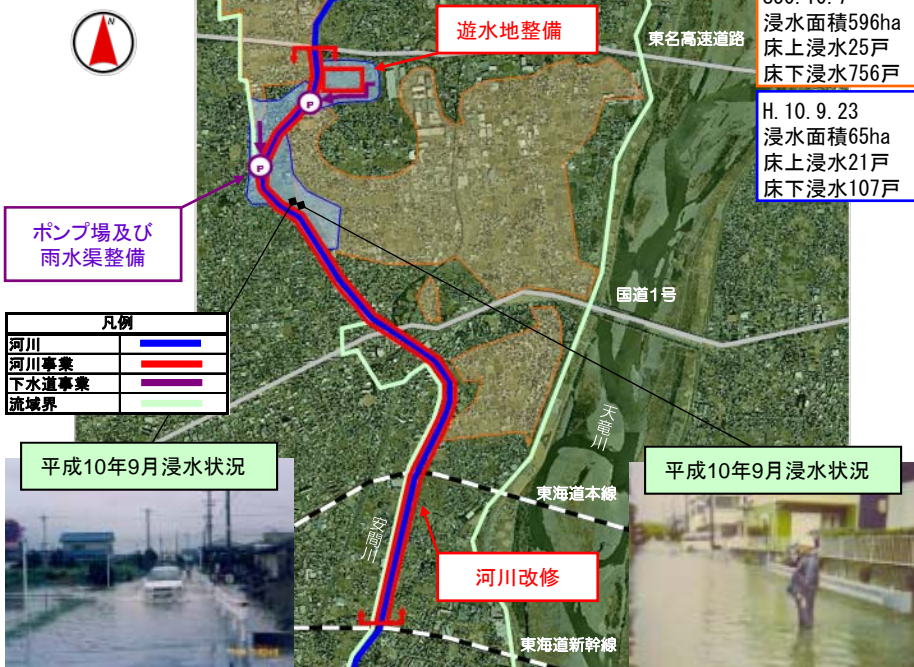 遊水地整備
東名高速道路
浸水面積596ha
床上浸水25戸
床下浸水756戸
H.10.9.23
浸水面積65ha
床上浸水21戸
床下浸水107戸
P
P
ポンプ場及び
雨水渠整備
国道1号
凡例
河川
河川事業
下水道事業
流域界
天竜川
平成10年9月浸水状況
平成10年9月浸水状況
東海道本線
安間川
河川改修
東海道新幹線